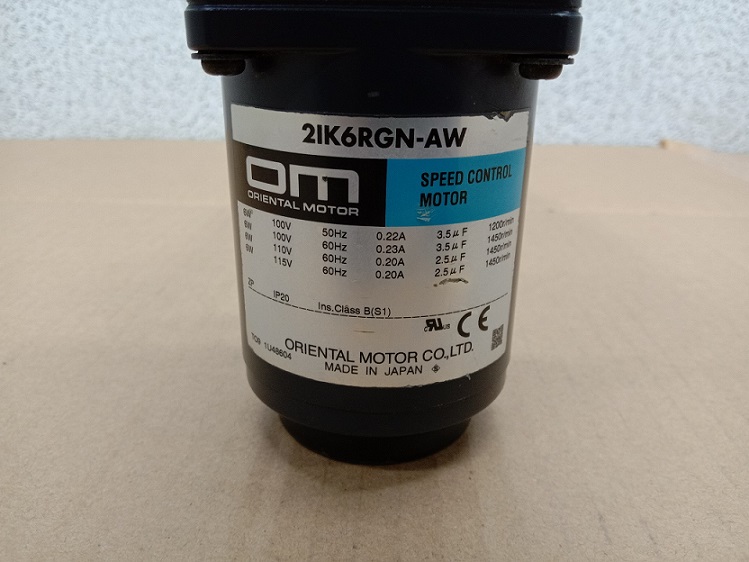 2IK6RGN-AW
Om
ORIENTAL MOTOR
SPEED CONTROL
MOTOR
6W 100V 50Hz 0.22A 3.5μF 1200r/min
6W 100V 60Hz 0.23A 3.5μF 1450r/min
6W 110V 60Hz 0.20A 2.5μF 1450r/min
6W 115V 60Hz 0.20A 2.5μF 1450r/min
2P IP20 Ins.Class B(S1)
CE
1U48604
ORIENTAL MOTOR CO.,LTD.
MADE IN JAPAN